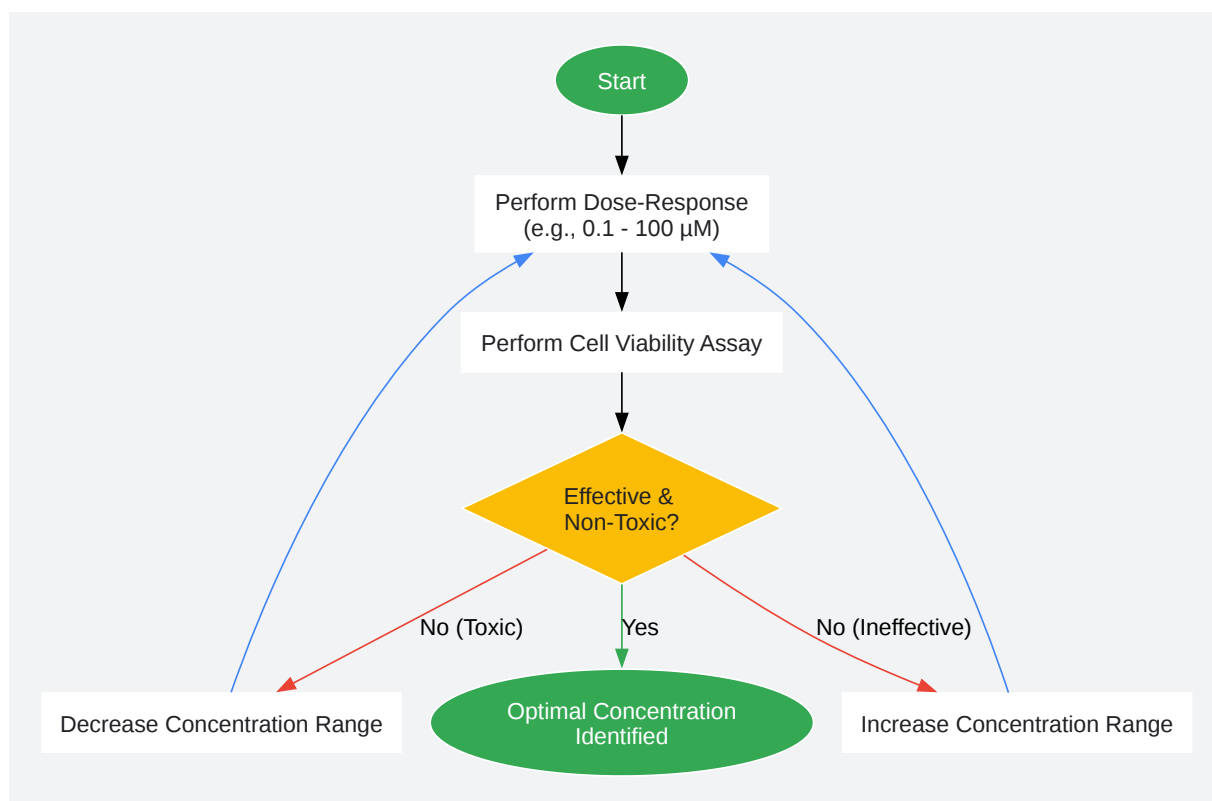 Start
Perform Dose-Response
(e.g., 0.1 - 100 µM)
Perform Cell Viability Assay
Effective &
Non-Toxic?
No (Toxic)
Yes
No (Ineffective)
Decrease Concentration Range
Optimal Concentration
Identified
Increase Concentration Range